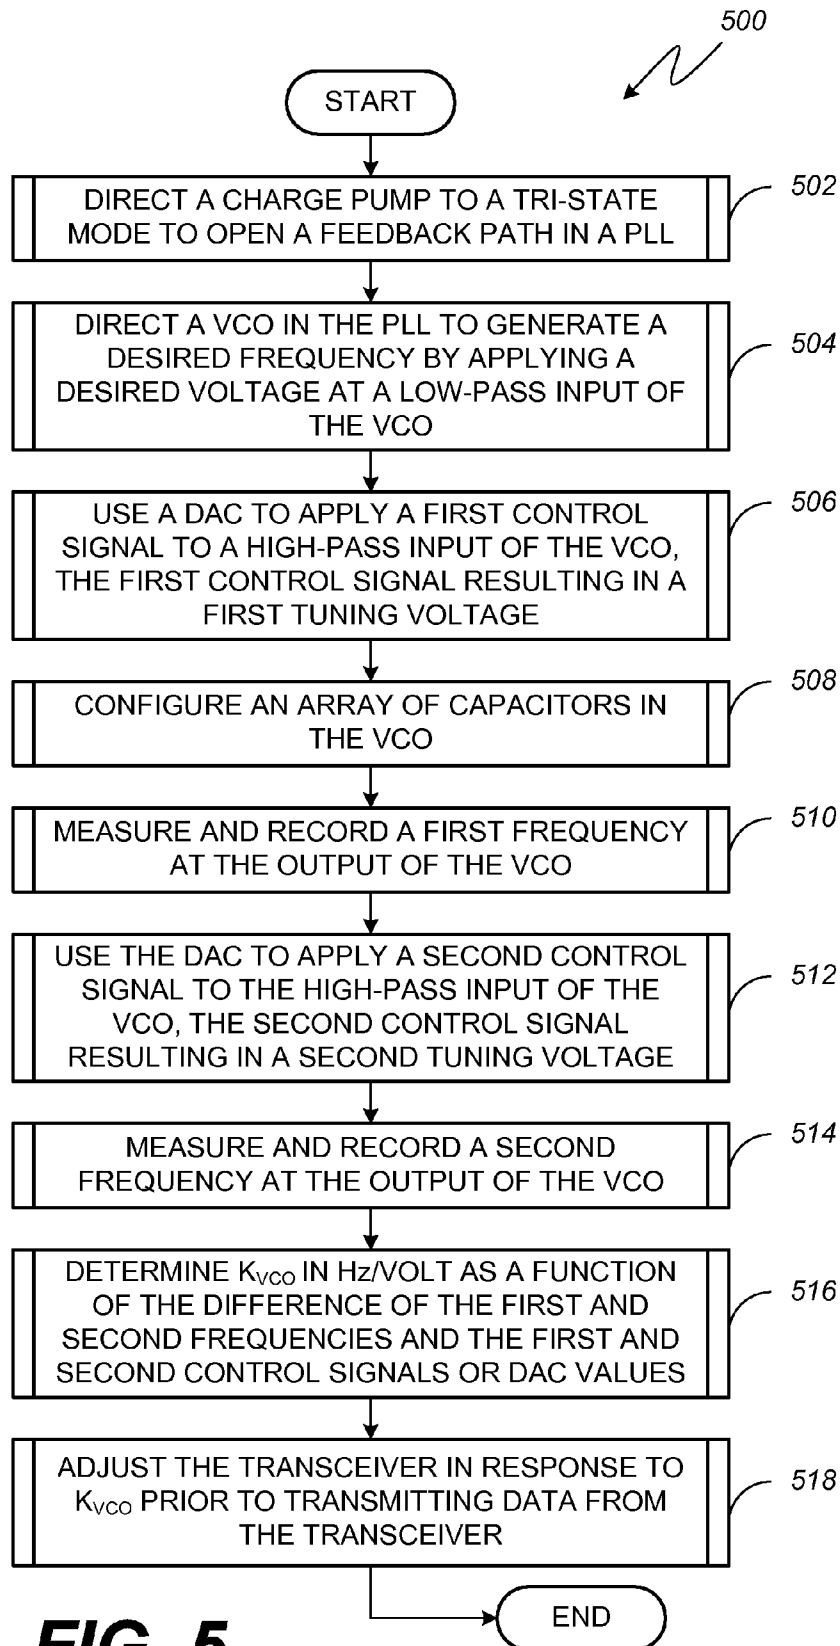 500
START
DIRECT A CHARGE PUMP TO A TRI-STATE
MODE TO OPEN A FEEDBACK PATH IN A PLL
502
DIRECT A VCO IN THE PLL TO GENERATE A
DESIRED FREQUENCY BY APPLYING A
DESIRED VOLTAGE AT A LOW-PASS INPUT OF
THE VCO
504
USE A DAC TO APPLY A FIRST CONTROL
SIGNAL TO A HIGH-PASS INPUT OF THE VCO,
THE FIRST CONTROL SIGNAL RESULTING IN A
FIRST TUNING VOLTAGE
506
CONFIGURE AN ARRAY OF CAPACITORS IN
THE VCO
508
MEASURE AND RECORD A FIRST FREQUENCY
AT THE OUTPUT OF THE VCO
510
USE THE DAC TO APPLY A SECOND CONTROL
SIGNAL TO THE HIGH-PASS INPUT OF THE
VCO, THE SECOND CONTROL SIGNAL
RESULTING IN A SECOND TUNING VOLTAGE
512
MEASURE AND RECORD A SECOND
FREQUENCY AT THE OUTPUT OF THE VCO
514
DETERMINE KVCO IN Hz/VOLT AS A FUNCTION
OF THE DIFFERENCE OF THE FIRST AND
SECOND FREQUENCIES AND THE FIRST AND
SECOND CONTROL SIGNALS OR DAC VALUES
516
ADJUST THE TRANSCEIVER IN RESPONSE TO
KVCO PRIOR TO TRANSMITTING DATA FROM
THE TRANSCEIVER
518
END
FIG. 5